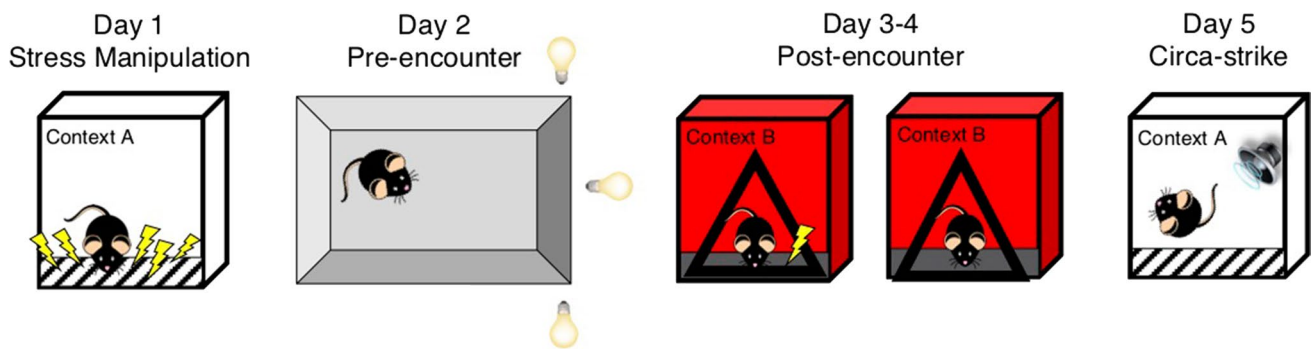 Day 1
Stress Manipulation
Day 2
Pre-encounter
Day 3-4
Post-encounter
Day 5
Circa-strike
Context A
Context B
Context B
Context A